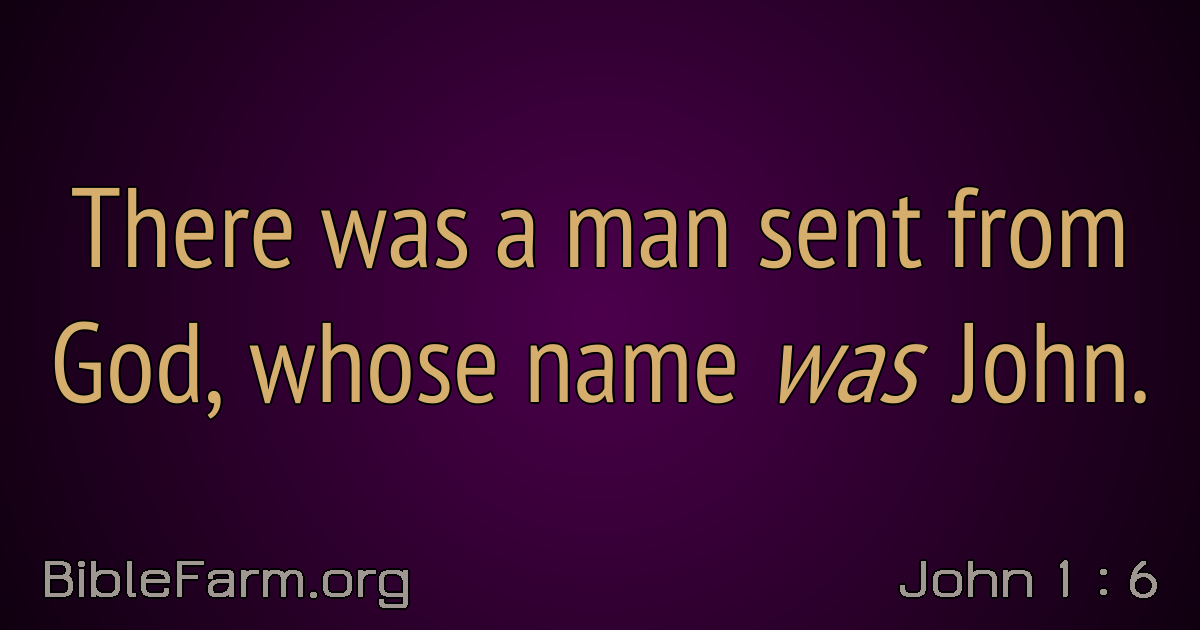 There was a man sent from
God, whose name was John.
BibleFarm.org
John 1 : 6